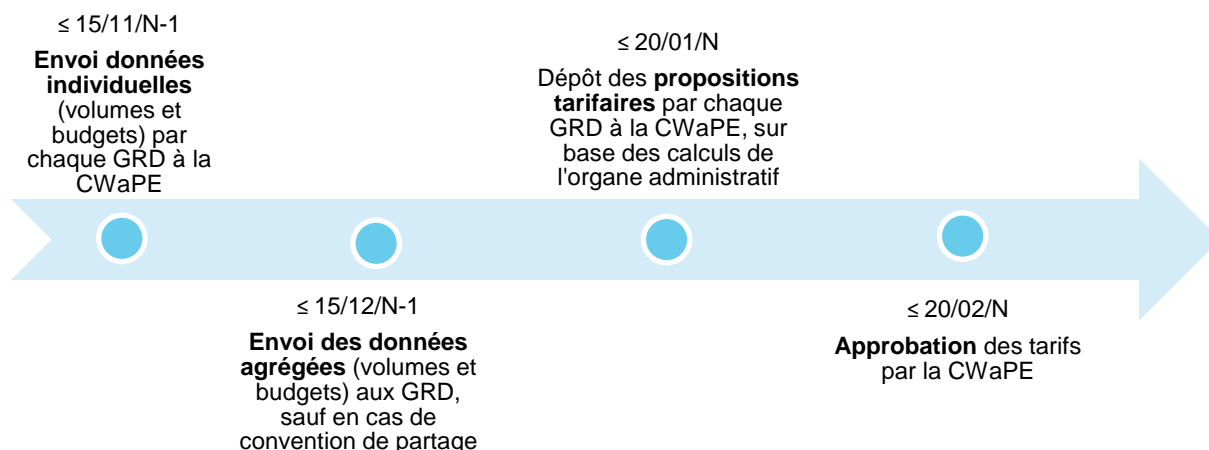 ≤ 15/11/N-1
Envoi données
individuelles
(volumes et
budgets) par
chaque GRD à la
CWaPE
≤ 15/12/N-1
Envoi des données
agrégées (volumes et
budgets) aux GRD,
sauf en cas de
convention de partage
≤ 20/01/N
Dépôt des propositions
tarifaires par chaque
GRD à la CWaPE, sur
base des calculs de
l'organe administratif
≤ 20/02/N
Approbation des tarifs
par la CWaPE